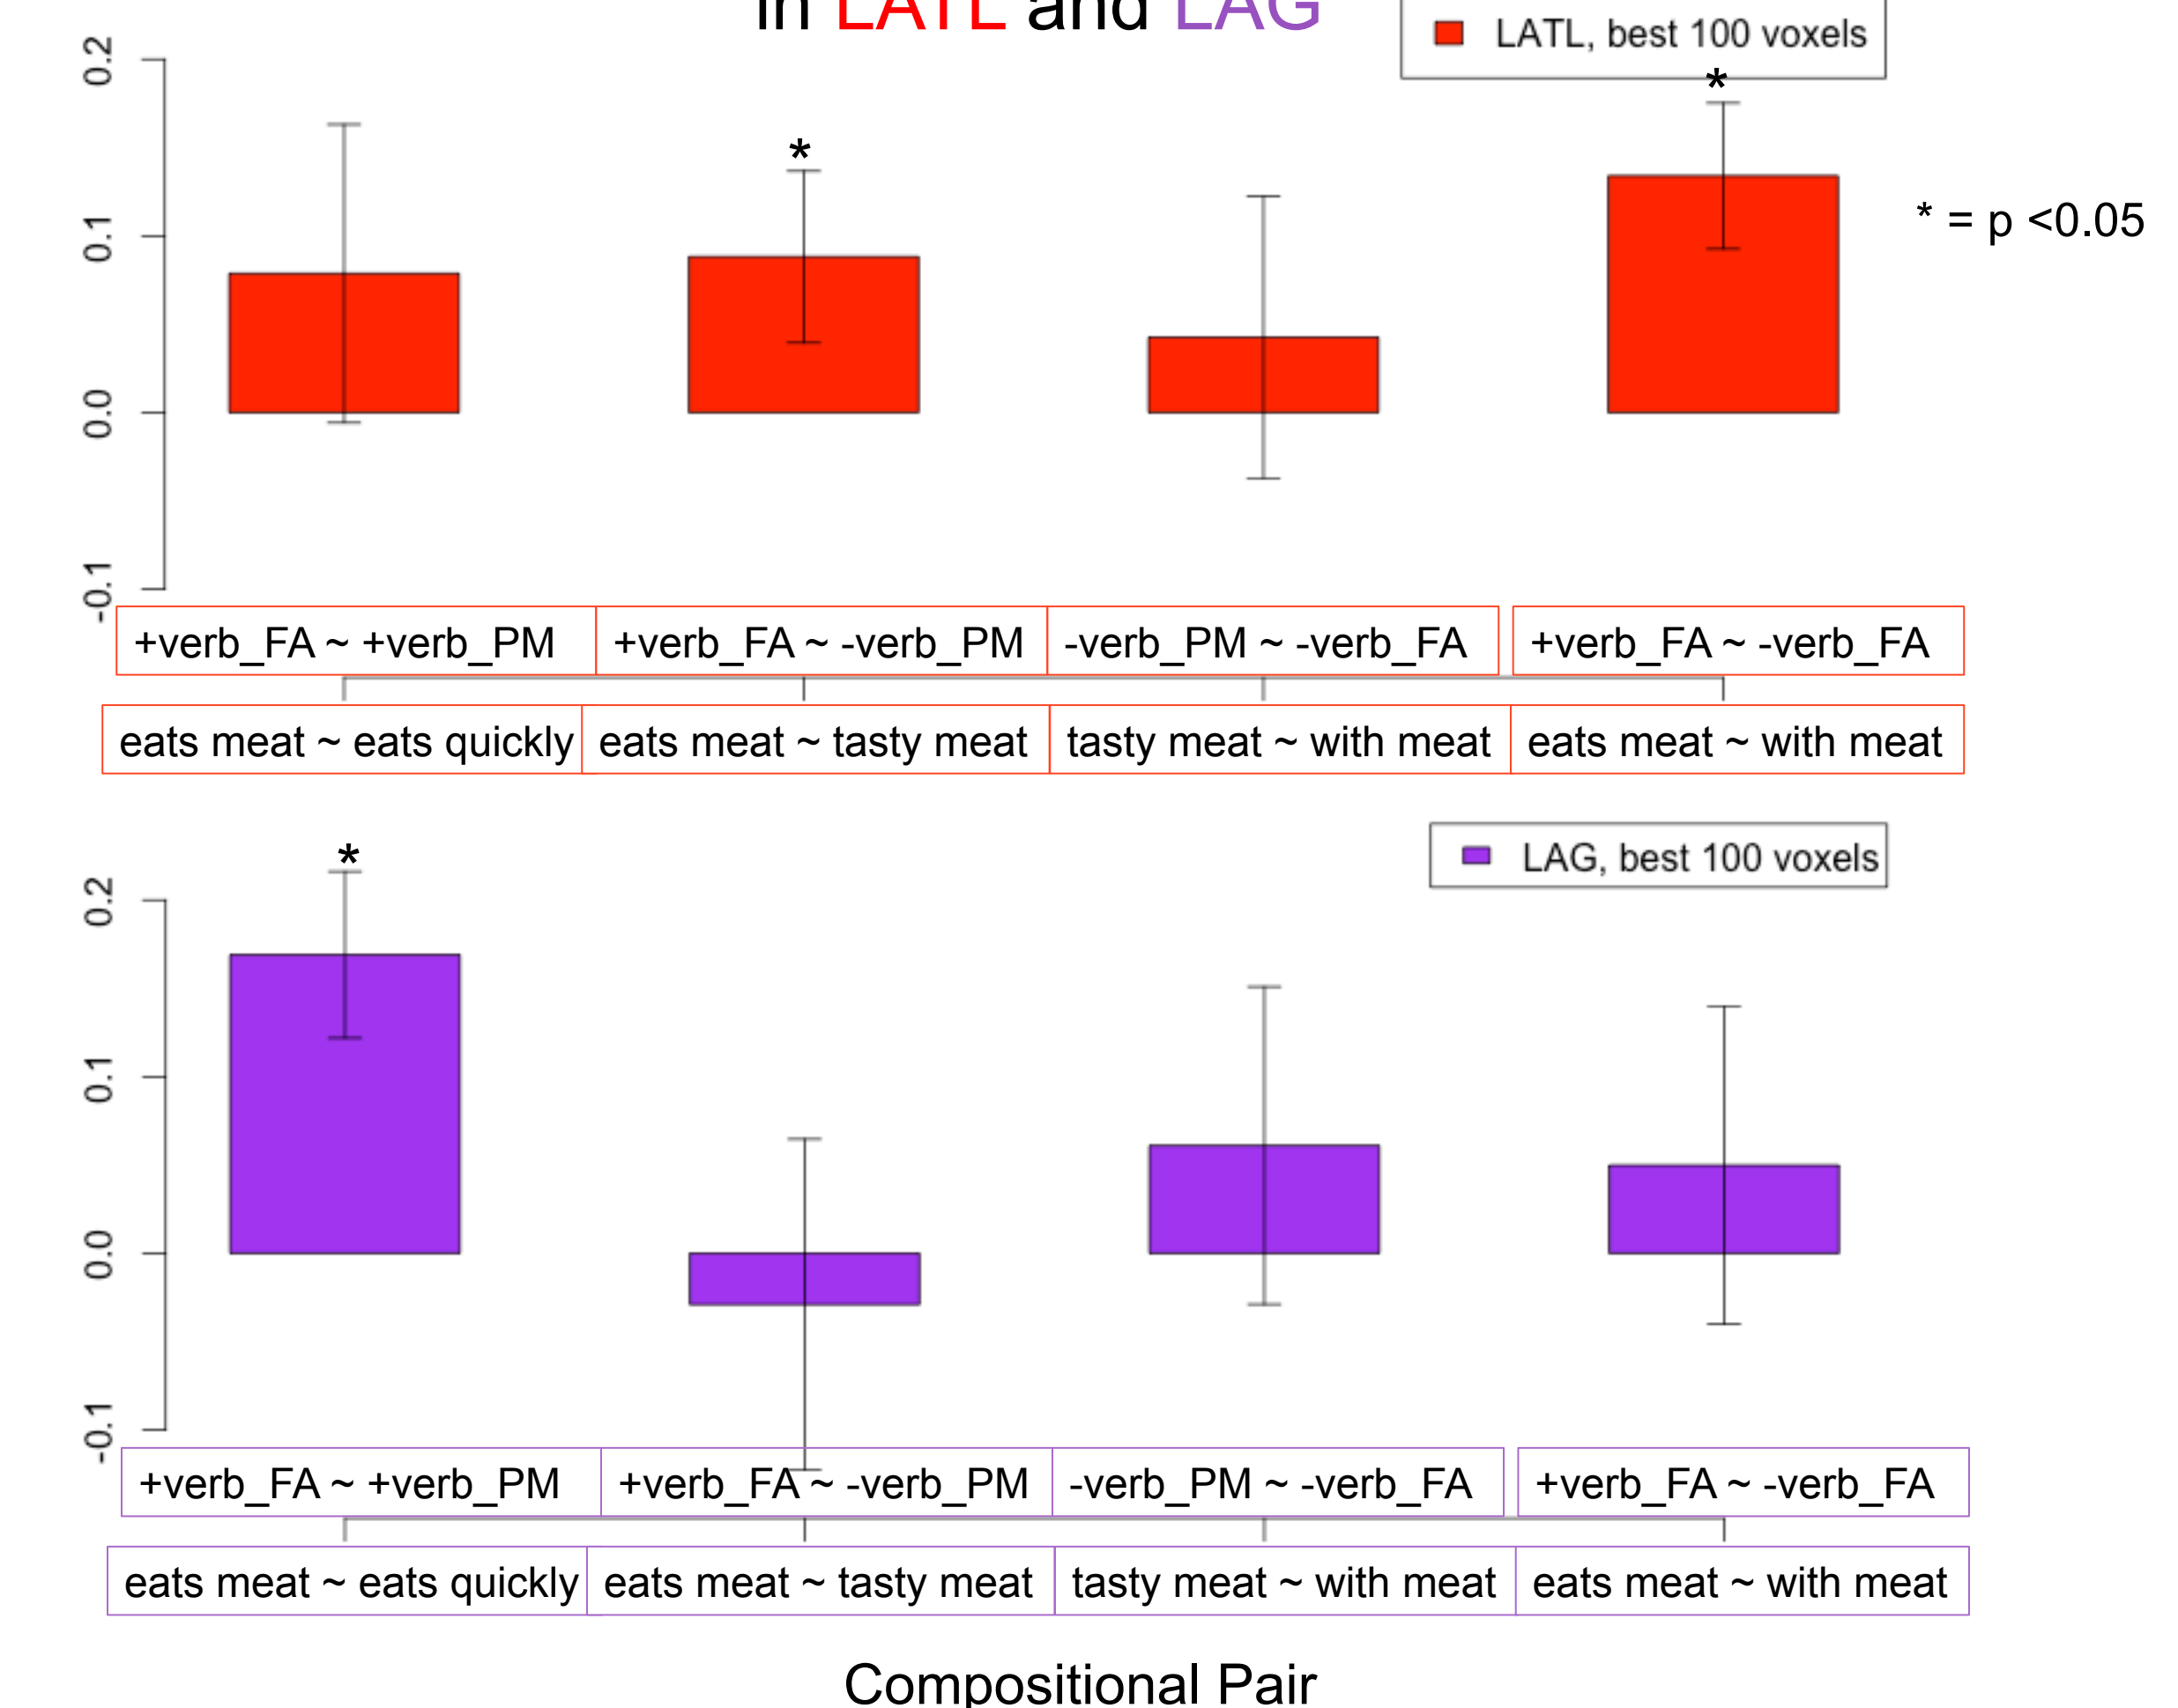 in LATL and LAG
LATL, best 100 voxels
0.2
0.1
0.0
-0.1
*
*
* = p <0.05
+verb_FA ~ +verb_PM
+verb_FA ~ -verb_PM
-verb_PM ~ -verb_FA
+verb_FA ~ -verb_FA
eats meat ~ eats quickly
eats meat ~ tasty meat
tasty meat ~ with meat
eats meat ~ with meat
LAG, best 100 voxels
*
0.2
0.1
0.0
-0.1
+verb_FA ~ +verb_PM
+verb_FA ~ -verb_PM
-verb_PM ~ -verb_FA
+verb_FA ~ -verb_FA
eats meat ~ eats quickly
eats meat ~ tasty meat
tasty meat ~ with meat
eats meat ~ with meat
Compositional Pair